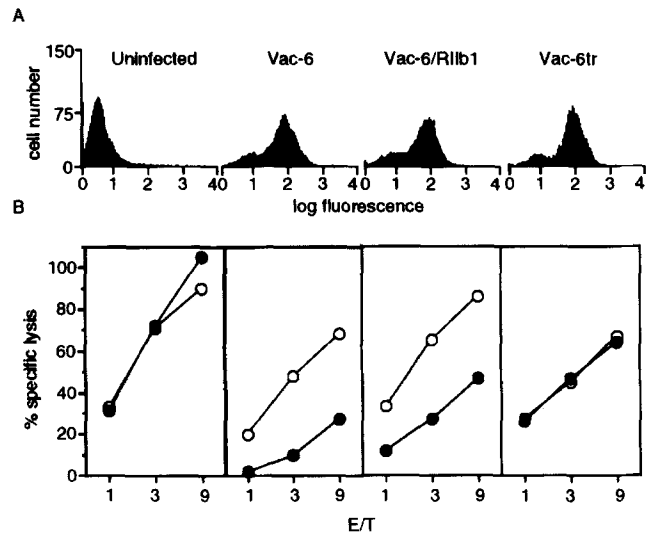 A
Uninfected Vac-6 Vac-6/RIIb1 Vac-6tr
150
75
0
cell number
0 1 2 3 4 0 1 2 3 4 0 1 2 3 4 0 1 2 3 4
log fluorescence
B
100
80
60
40
20
0
% specific lysis
1 3 9 1 3 9 1 3 9 1 3 9
E/T